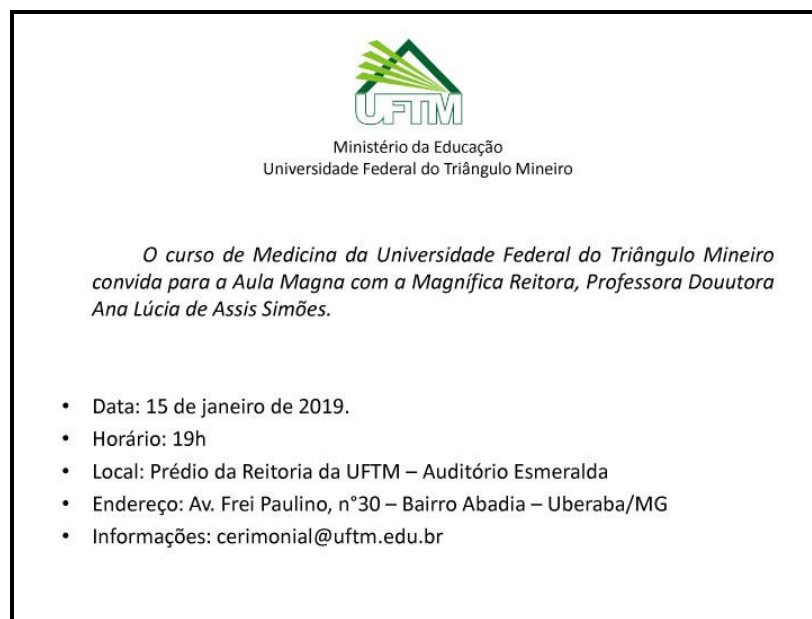 UFTM
Ministério da Educação
Universidade Federal do Triângulo Mineiro
O curso de Medicina da Universidade Federal do Triângulo Mineiro
convida para a Aula Magna com a Magnífica Reitora, Professora Douutora
Ana Lúcia de Assis Simões.
• Data: 15 de janeiro de 2019.
• Horário: 19h
• Local: Prédio da Reitoria da UFTM – Auditório Esmeralda
• Endereço: Av. Frei Paulino, n°30 – Bairro Abadia – Uberaba/MG
• Informações: cerimonial@uftm.edu.br